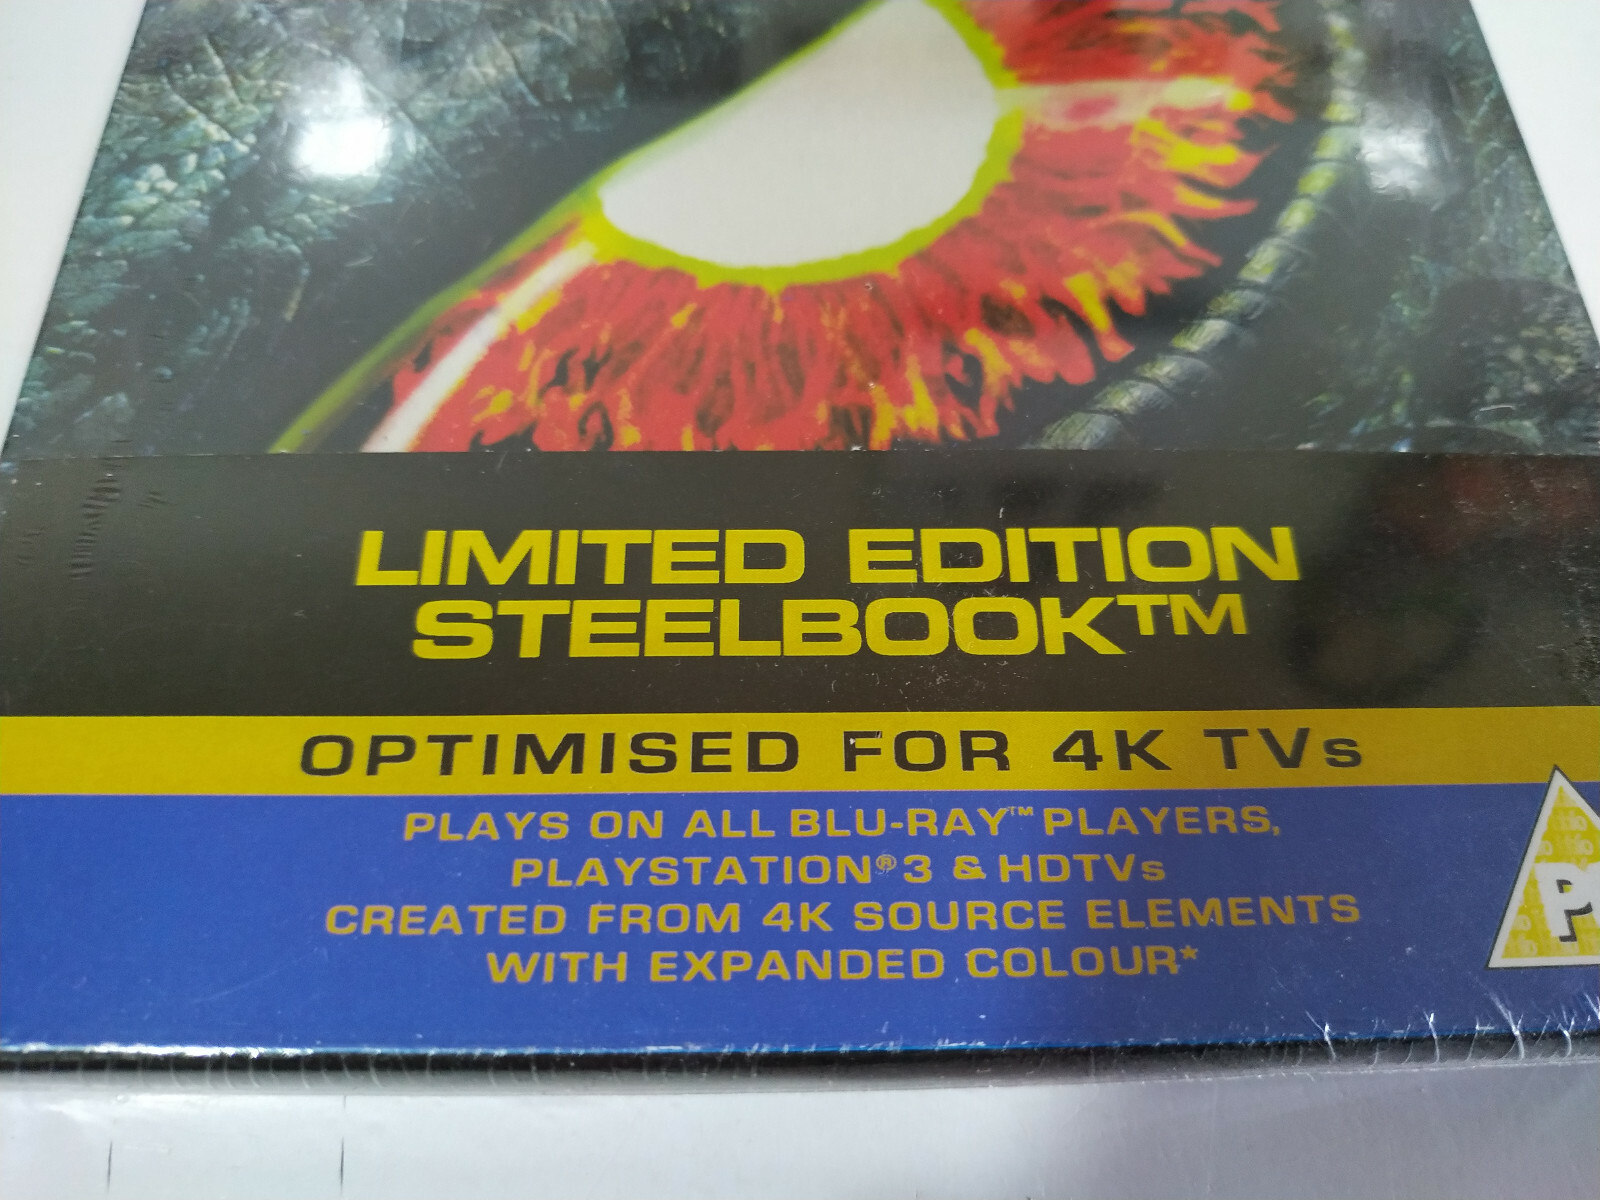 LIMITED EDITION
STEELBOOK™
OPTIMISED FOR 4K TVs
PLAYS ON ALL BLU-RAY™ PLAYERS,
PLAYSTATION® 3 & HDTVs
CREATED FROM 4K SOURCE ELEMENTS
WITH EXPANDED COLOUR*